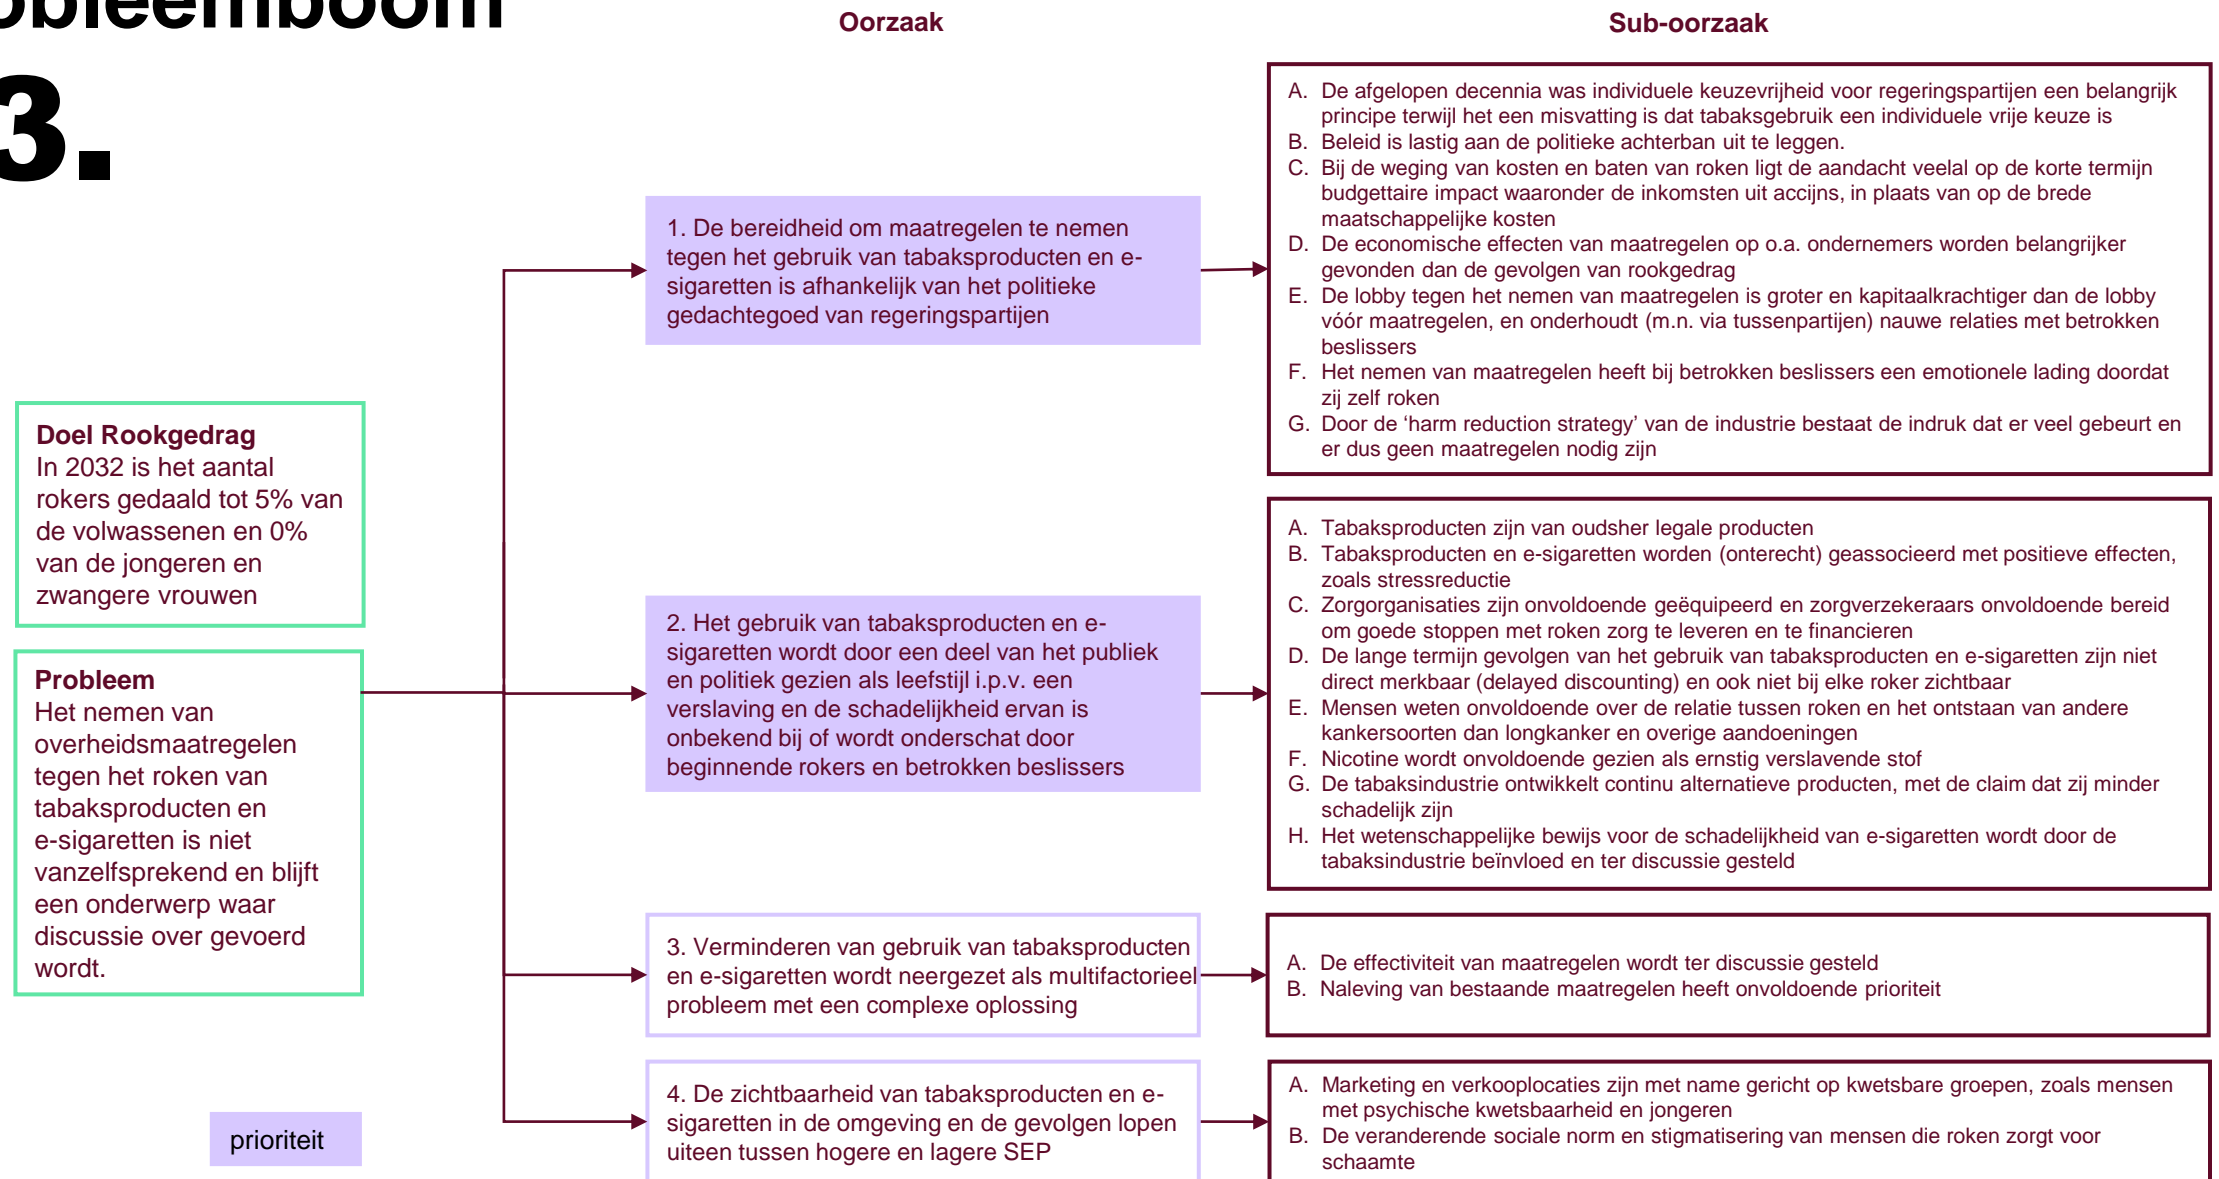 obleemboom
3.
Oorzaak
Sub-oorzaak
Doel Rookgedrag
In 2032 is het aantal
rokers gedaald tot 5% van
de volwassenen en 0%
van de jongeren en
zwangere vrouwen
Probleem
Het nemen van
overheidsmaatregelen
tegen het roken van
tabaksproducten en
e-sigaretten is niet
vanzelfsprekend en blijft
een onderwerp waar
discussie over gevoerd
wordt.
prioriteit
1. De bereidheid om maatregelen te nemen
tegen het gebruik van tabaksproducten en e-
sigaretten is afhankelijk van het politieke
gedachtegoed van regeringspartijen
A. De afgelopen decennia was individuele keuzevrijheid voor regeringspartijen een belangrijk
principe terwijl het een misvatting is dat tabaksgebruik een individuele vrije keuze is
B. Beleid is lastig aan de politieke achterban uit te leggen.
C. Bij de weging van kosten en baten van roken ligt de aandacht veelal op de korte termijn
budgettaire impact waaronder de inkomsten uit accijns, in plaats van op de brede
maatschappelijke kosten
D. De economische effecten van maatregelen op o.a. ondernemers worden belangrijker
gevonden dan de gevolgen van rookgedrag
E. De lobby tegen het nemen van maatregelen is groter en kapitaalkrachtiger dan de lobby
vóór maatregelen, en onderhoudt (m.n. via tussenpartijen) nauwe relaties met betrokken
beslissers
F. Het nemen van maatregelen heeft bij betrokken beslissers een emotionele lading doordat
zij zelf roken
G. Door de ‘harm reduction strategy’ van de industrie bestaat de indruk dat er veel gebeurt en
er dus geen maatregelen nodig zijn
2. Het gebruik van tabaksproducten en e-
sigaretten wordt door een deel van het publiek
en politiek gezien als leefstijl i.p.v. een
verslaving en de schadelijkheid ervan is
onbekend bij of wordt onderschat door
beginnende rokers en betrokken beslissers
A. Tabaksproducten zijn van oudsher legale producten
B. Tabaksproducten en e-sigaretten worden (onterecht) geassocieerd met positieve effecten,
zoals stressreductie
C. Zorgorganisaties zijn onvoldoende geëquipeerd en zorgverzekeraars onvoldoende bereid
om goede stoppen met roken zorg te leveren en te financieren
D. De lange termijn gevolgen van het gebruik van tabaksproducten en e-sigaretten zijn niet
direct merkbaar (delayed discounting) en ook niet bij elke roker zichtbaar
E. Mensen weten onvoldoende over de relatie tussen roken en het ontstaan van andere
kankersoorten dan longkanker en overige aandoeningen
F. Nicotine wordt onvoldoende gezien als ernstig verslavende stof
G. De tabaksindustrie ontwikkelt continu alternatieve producten, met de claim dat zij minder
schadelijk zijn
H. Het wetenschappelijke bewijs voor de schadelijkheid van e-sigaretten wordt door de
tabaksindustrie beïnvloed en ter discussie gesteld
3. Verminderen van gebruik van tabaksproducten
en e-sigaretten wordt neergezet als multifactorieel
probleem met een complexe oplossing
A. De effectiviteit van maatregelen wordt ter discussie gesteld
B. Naleving van bestaande maatregelen heeft onvoldoende prioriteit
4. De zichtbaarheid van tabaksproducten en e-
sigaretten in de omgeving en de gevolgen lopen
uiteen tussen hogere en lagere SEP
A. Marketing en verkooplocaties zijn met name gericht op kwetsbare groepen, zoals mensen
met psychische kwetsbaarheid en jongeren
B. De veranderende sociale norm en stigmatisering van mensen die roken zorgt voor
schaamte